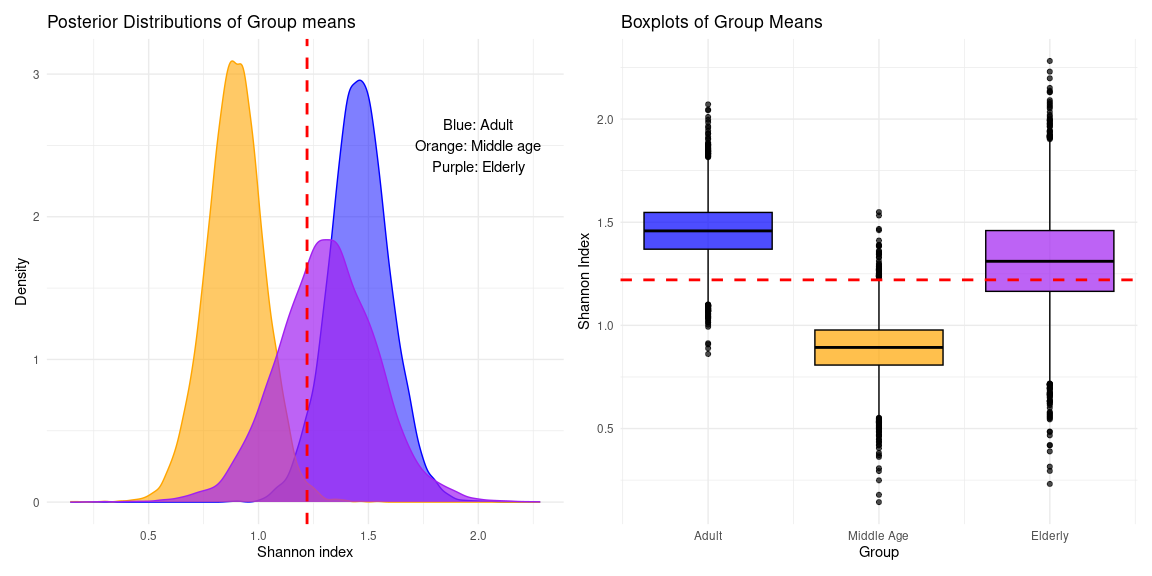 Posterior Distributions of Group means
3
2
1
0
Density
Blue: Adult
Orange: Middle age
Purple: Elderly
0.5
1.0
1.5
2.0
Shannon index
Boxplots of Group Means
2.0
1.5
1.0
0.5
Shannon Index
Adult
Middle Age
Elderly
Group